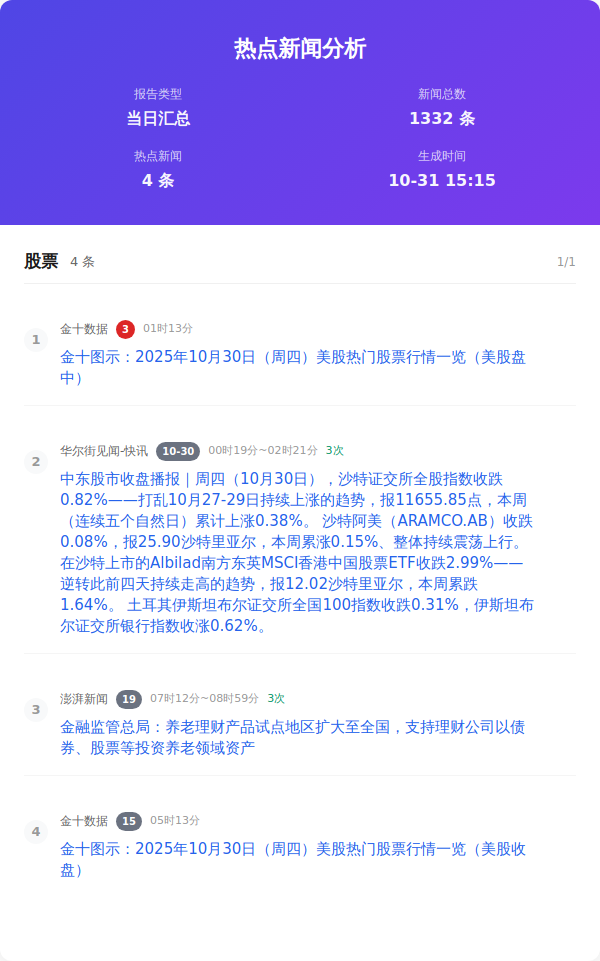 热点新闻分析
报告类型
当日汇总
新闻总数
1332 条
热点新闻
4 条
生成时间
10-31 15:15
股票 4 条 1/1
1
金十数据 3 01时13分
金十图示：2025年10月30日（周四）美股热门股票行情一览（美股盘
中）
2
华尔街见闻-快讯 10-30 00时19分~02时21分 3次
中东股市收盘播报｜周四（10月30日），沙特证交所全股指数收跌
0.82%——打乱10月27-29日持续上涨的趋势，报11655.85点，本周
（连续五个自然日）累计上涨0.38%。 沙特阿美（ARAMCO.AB）收跌
0.08%，报25.90沙特里亚尔，本周累涨0.15%、整体持续震荡上行。
在沙特上市的Albilad南方东英MSCI香港中国股票ETF收跌2.99%——
逆转此前四天持续走高的趋势，报12.02沙特里亚尔，本周累跌
1.64%。 土耳其伊斯坦布尔证交所全国100指数收跌0.31%，伊斯坦布
尔证交所银行指数收涨0.62%。
3
澎湃新闻 19 07时12分~08时59分 3次
金融监管总局：养老理财产品试点地区扩大至全国，支持理财公司以债
券、股票等投资养老领域资产
4
金十数据 15 05时13分
金十图示：2025年10月30日（周四）美股热门股票行情一览（美股收
盘）